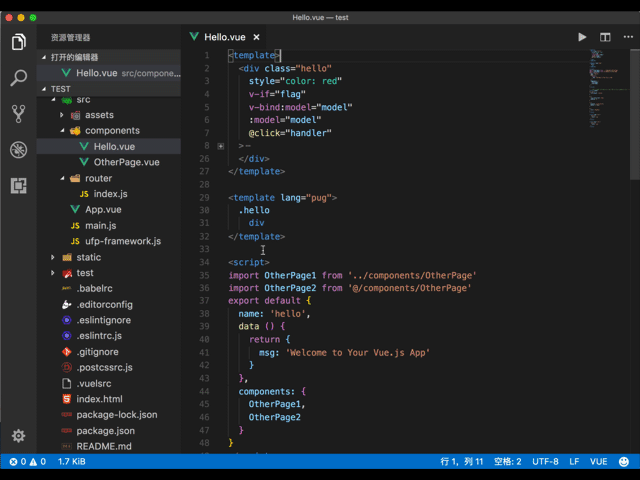 Hello.vue — test
资源管理器
打开的编辑器
Hello.vue src/compone...
TEST
src
assets
components
Hello.vue
OtherPage.vue
router
JS index.js
App.vue
JS main.js
JS ufp-framework.js
static
test
.babelrc
.editorconfig
.eslintignore
.eslintrc.js
.gitignore
.postcssrc.js
.vuelsrc
index.html
package-lock.json
package.json
README.md
Hello.vue
1 <template>
2 <div class="hello"
3 style="color: red"
4 v-if="flag"
5 v-bind:model="model"
6 :model="model"
7 @click="handler"
8 >
26 </div>
27 </template>
28
29 <template lang="pug">
30 .hello
31 div
32 </template>
33
34 <script>
35 import OtherPage1 from '../components/OtherPage'
36 import OtherPage2 from '@/components/OtherPage'
37 export default {
38 name: 'hello',
39 data () {
40 return {
41 msg: 'Welcome to Your Vue.js App'
42 }
43 },
44 components: {
45 OtherPage1,
46 OtherPage2
47 }
48 }
0 0 1.7 KiB
行 1，列 11 空格: 2 UTF-8 LF VUE